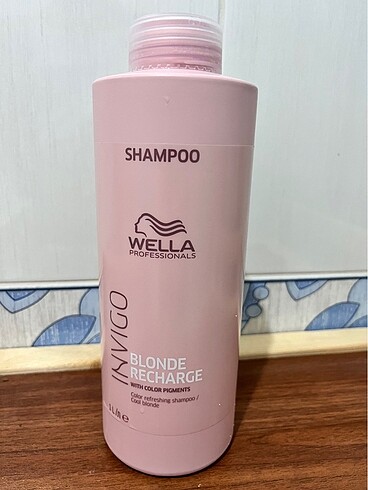 SHAMPOO
WELLA
PROFESSIONALS
INVIGO
BLONDE
RECHARGE
WITH COLOR PIGMENTS
Color refreshing shampoo /
Cool blonde